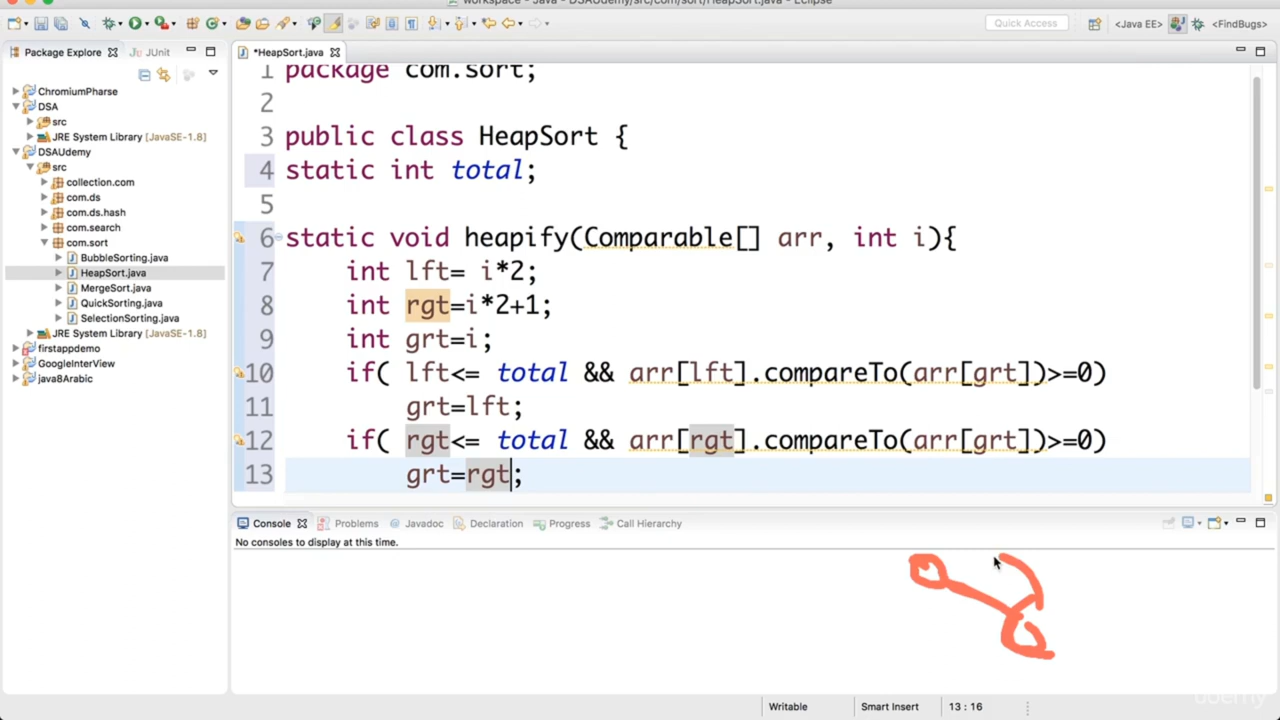 workspace - Java - DSAUdemy/src/com/sort/HeapSort.java - Eclipse
Quick Access
<Java EE>
<FindBugs>
Package Explorer
JUnit
*HeapSort.java
ChromiumPharse
DSA
src
JRE System Library [JavaSE-1.8]
DSAUdemy
src
collection.com
com.ds
com.ds.hash
com.search
com.sort
BubbleSorting.java
HeapSort.java
MergeSort.java
QuickSorting.java
SelectionSorting.java
JRE System Library [JavaSE-1.8]
firstappdemo
GoogleInterView
java8Arabic
1 package com.sort;
2
3 public class HeapSort {
4 static int total;
5
6 static void heapify(Comparable[] arr, int i){
7 int lft= i*2;
8 int rgt=i*2+1;
9 int grt=i;
10 if( lft<= total && arr[lft].compareTo(arr[grt])>=0)
11 grt=lft;
12 if( rgt<= total && arr[rgt].compareTo(arr[grt])>=0)
13 grt=rgt;
Console
Problems
@ Javadoc
Declaration
Progress
Call Hierarchy
No consoles to display at this time.
Writable
Smart Insert
13 : 16
udemy